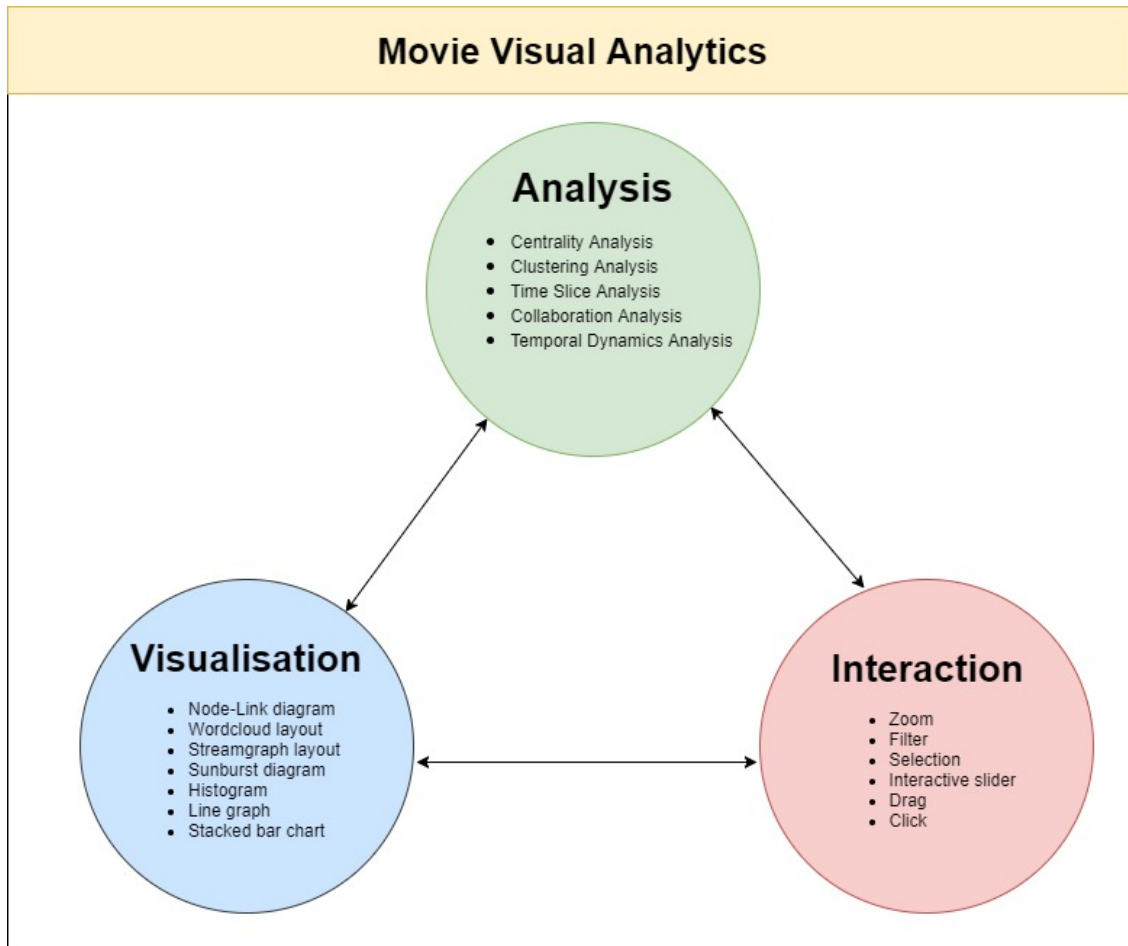 Movie Visual Analytics
Analysis
Centrality Analysis
Clustering Analysis
Time Slice Analysis
Collaboration Analysis
Temporal Dynamics Analysis
Visualisation
Node-Link diagram
Wordcloud layout
Streamgraph layout
Sunburst diagram
Histogram
Line graph
Stacked bar chart
Interaction
Zoom
Filter
Selection
Interactive slider
Drag
Click